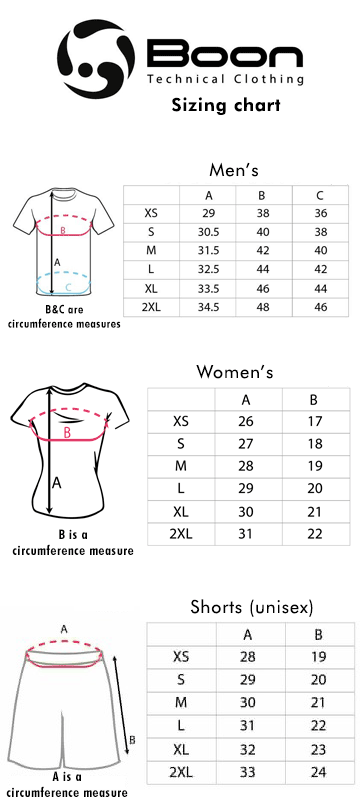 Boon
Technical Clothing
Sizing chart
Men's
A B C
XS 29 38 36
S 30.5 40 38
M 31.5 42 40
L 32.5 44 42
XL 33.5 46 44
2XL 34.5 48 46
B
A
C
B&C are
circumference measures
Women's
A B
XS 26 17
S 27 18
M 28 19
L 29 20
XL 30 21
2XL 31 22
B
A
B is a
circumference measure
Shorts (unisex)
A B
XS 28 19
S 29 20
M 30 21
L 31 22
XL 32 23
2XL 33 24
A
B
A is a
circumference measure